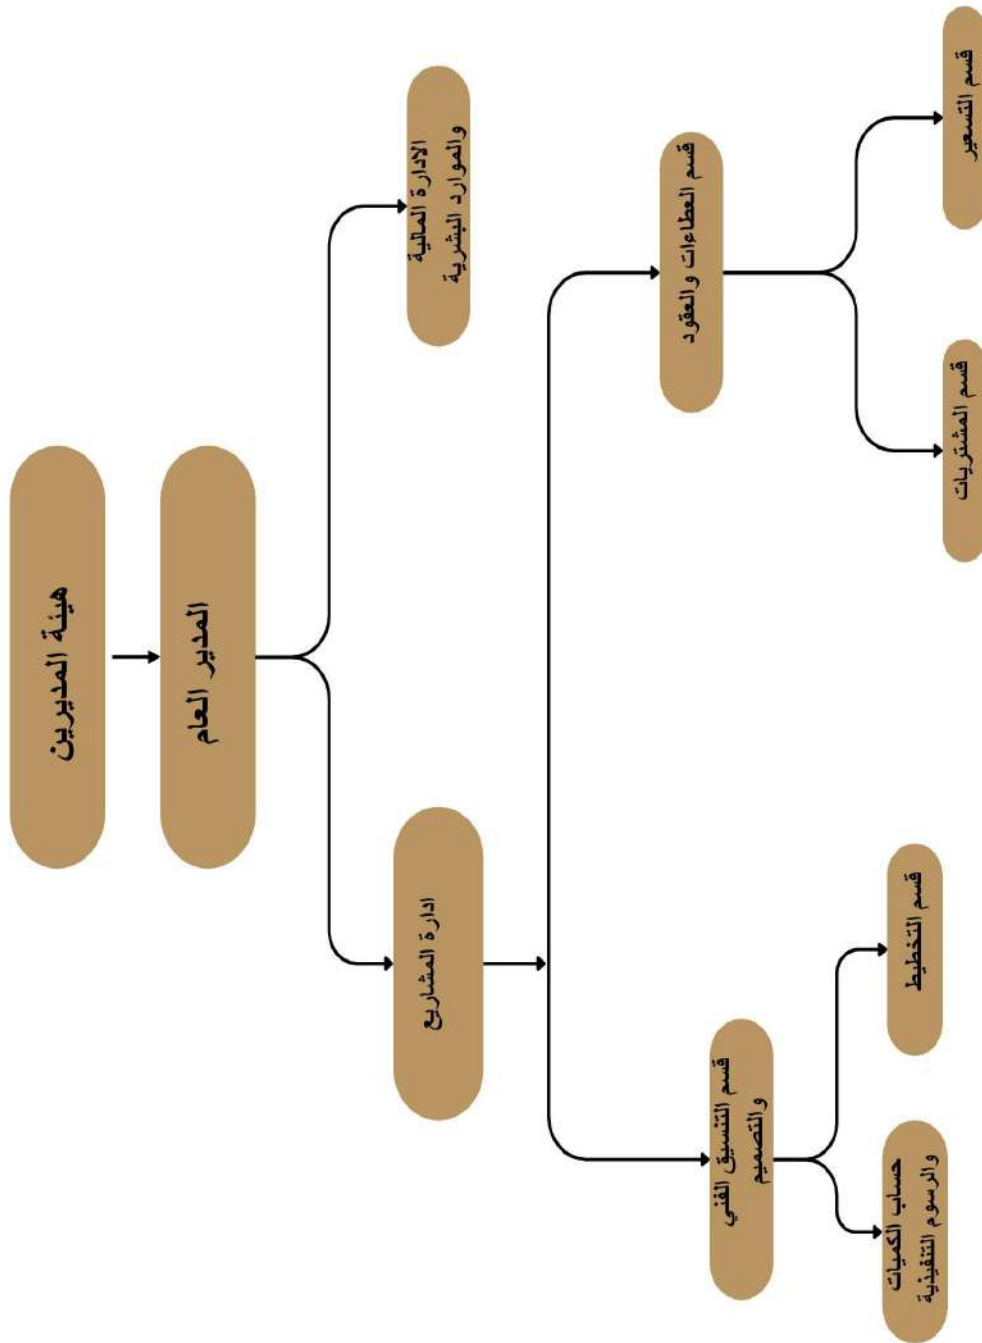 هيئة المديرين
المدير العام
الادارة المالية
والموارد البشرية
ادارة المشاريع
قسم العطاءات والعقود
قسم التنسيق الفني
والتصميم
قسم التسعير
قسم المشتريات
قسم التخطيط
حساب الكميات
والرسوم التنفيذية